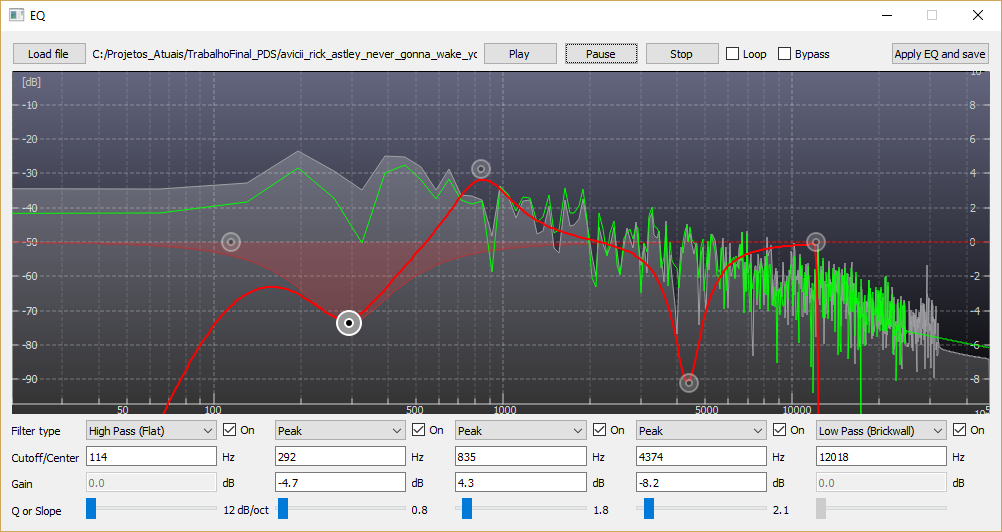 EQ
Load file C:/Projetos_Atuais/TrabalhoFinal_PDS/avicii_rick_astley_never_gonna_wake_yc Play Pause Stop Loop Bypass Apply EQ and save
[dB] 10
-10 8
-20 6
-30 4
-40 2
-50 0
-60 -2
-70 -4
-80 -6
-90 -8
50 100 500 1000 5000 10000
Filter type High Pass (Flat) On Peak On Peak On Peak On Low Pass (Brickwall) On
Cutoff/Center 114 Hz 292 Hz 835 Hz 4374 Hz 12018 Hz
Gain 0.0 dB -4.7 dB 4.3 dB -8.2 dB 0.0 dB
Q or Slope 12 dB/oct 0.8 1.8 2.1